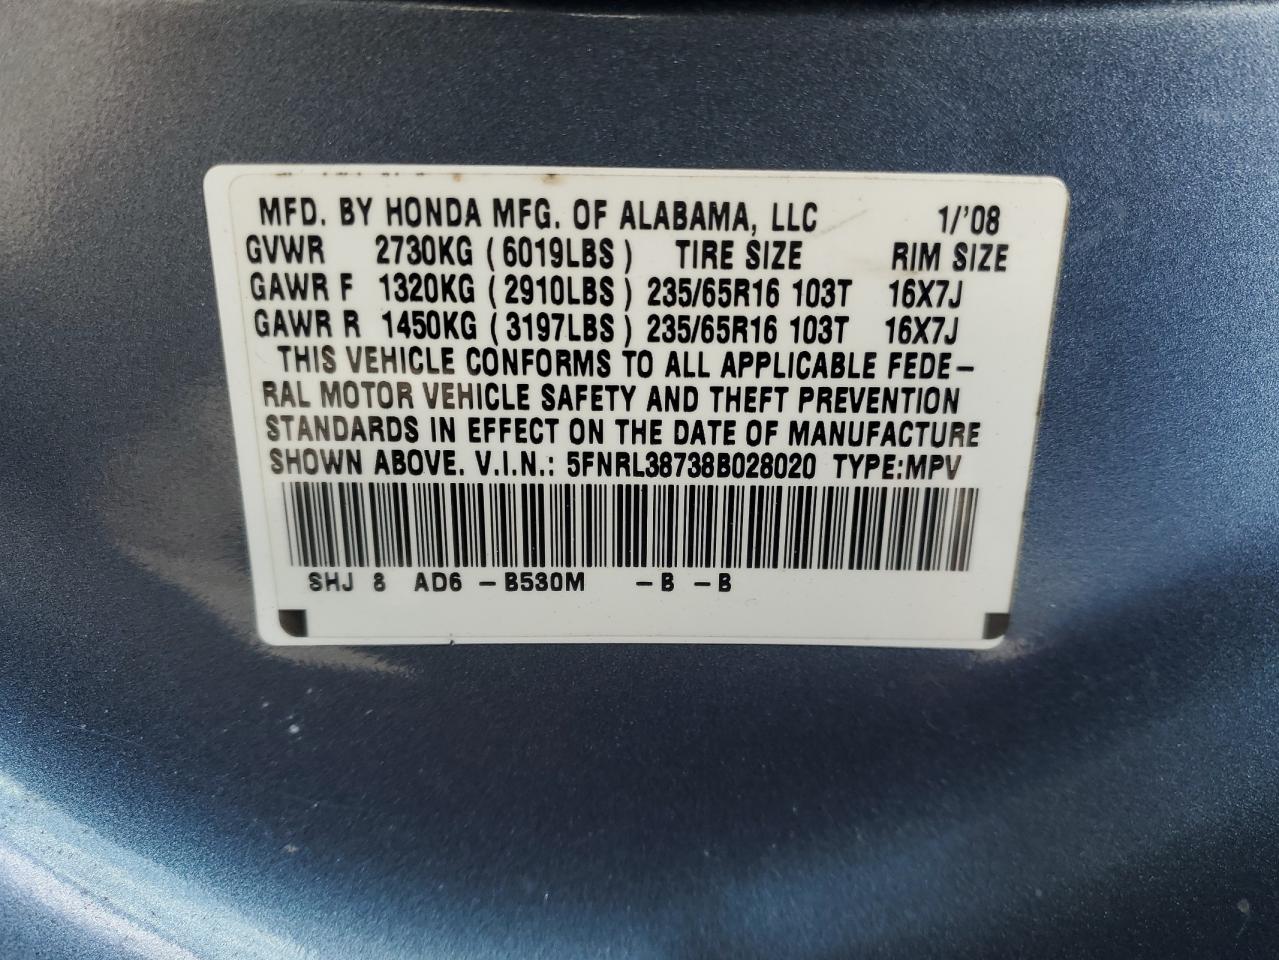 MFD. BY HONDA MFG. OF ALABAMA, LLC 1/'08
GVWR 2730KG (6019LBS) TIRE SIZE RIM SIZE
GAWR F 1320KG (2910LBS) 235/65R16 103T 16X7J
GAWR R 1450KG (3197LBS) 235/65R16 103T 16X7J
THIS VEHICLE CONFORMS TO ALL APPLICABLE FEDE-
RAL MOTOR VEHICLE SAFETY AND THEFT PREVENTION
STANDARDS IN EFFECT ON THE DATE OF MANUFACTURE
SHOWN ABOVE. V.I.N.: 5FNRL38738B028020 TYPE:MPV
SHJ 8 AD6 -B530M -B -B